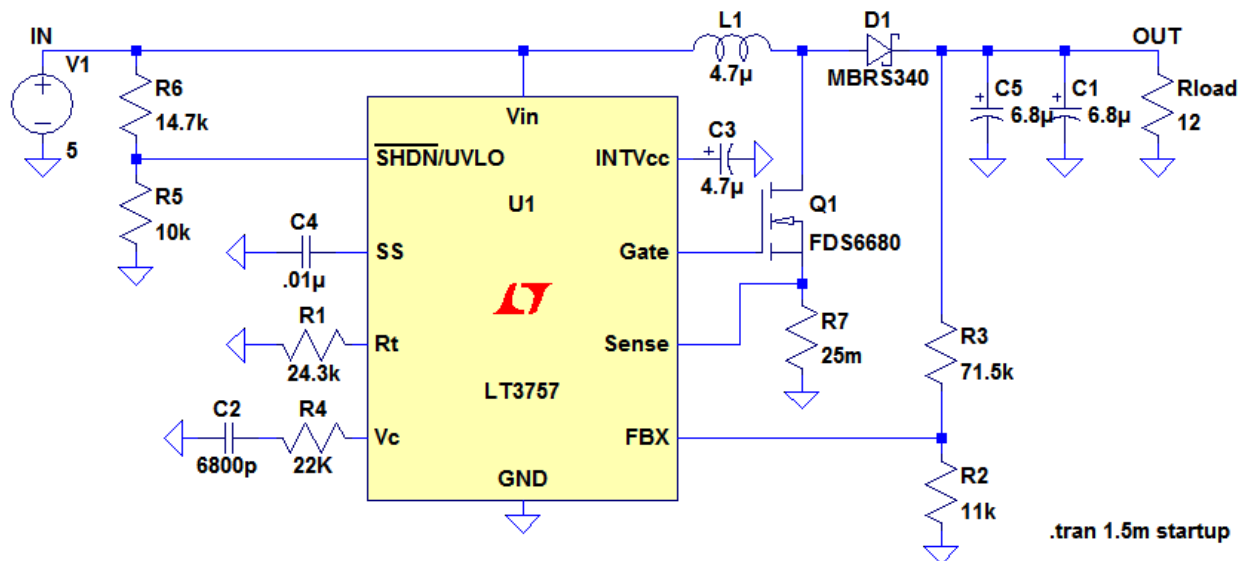 IN
V1
5
R6
14.7k
R5
10k
C4
.01µ
R1
24.3k
C2
6800p
R4
22K
Vin
SHDN/UVLO
INTVcc
U1
SS
Gate
Rt
Sense
LT3757
Vc
FBX
GND
L1
4.7µ
D1
MBRS340
C3
4.7µ
Q1
FDS6680
R7
25m
OUT
C5
6.8µ
C1
6.8µ
Rload
12
R3
71.5k
R2
11k
.tran 1.5m startup